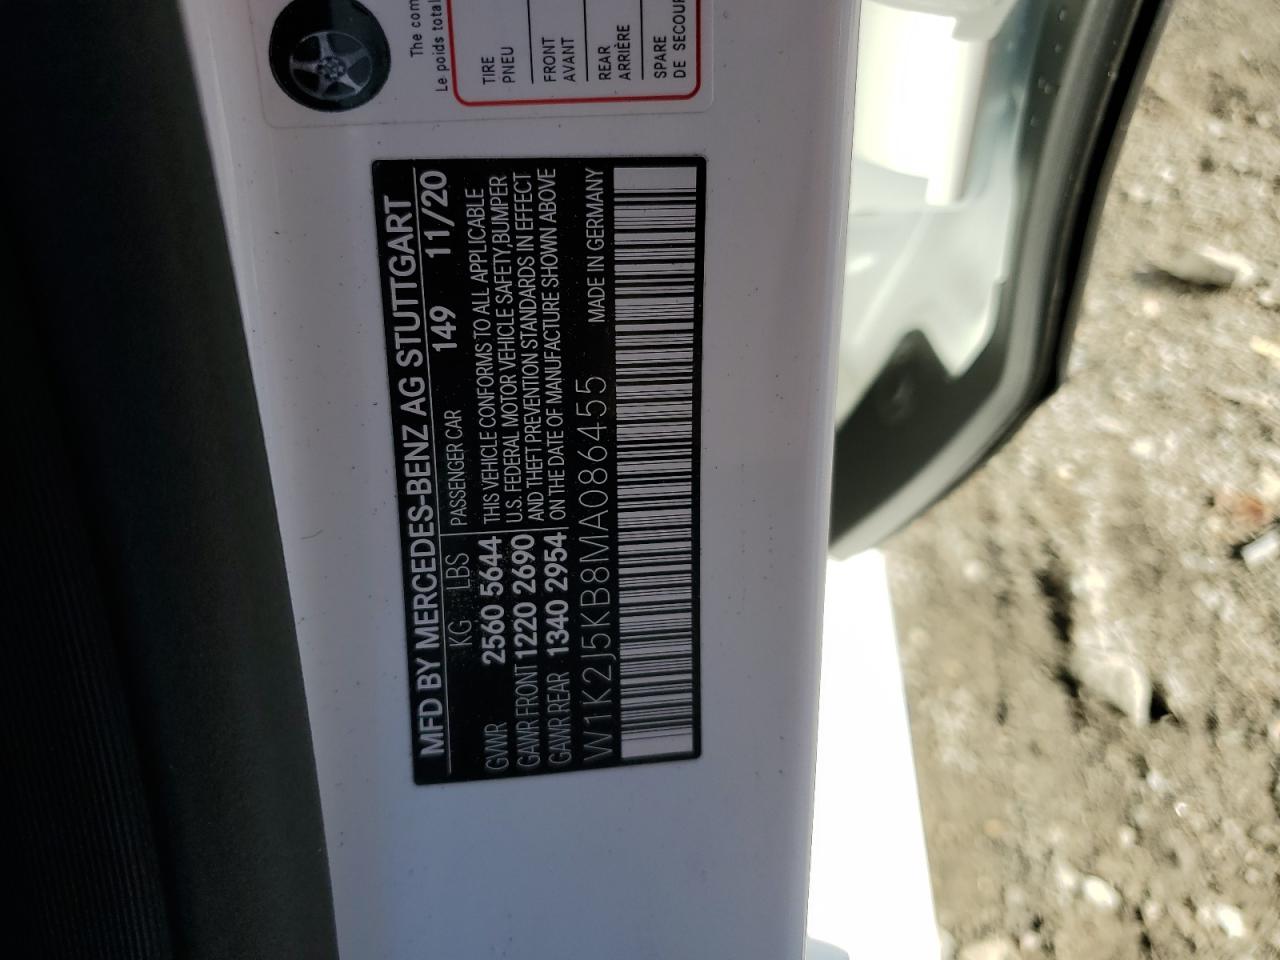 MFD BY MERCEDES-BENZ AG STUTTGART
KG LBS PASSENGER CAR 149 11/20
GVWR 2560 5644 THIS VEHICLE CONFORMS TO ALL APPLICABLE
GAWR FRONT 1220 2690 U.S. FEDERAL MOTOR VEHICLE SAFETY,BUMPER
AND THEFT PREVENTION STANDARDS IN EFFECT
GAWR REAR 1340 2954 ON THE DATE OF MANUFACTURE SHOWN ABOVE
W1K2J5KB8MA086455 MADE IN GERMANY
The com
Le poids total
TIRE
PNEU
FRONT
AVANT
REAR
ARRIÈRE
SPARE
DE SECOUR